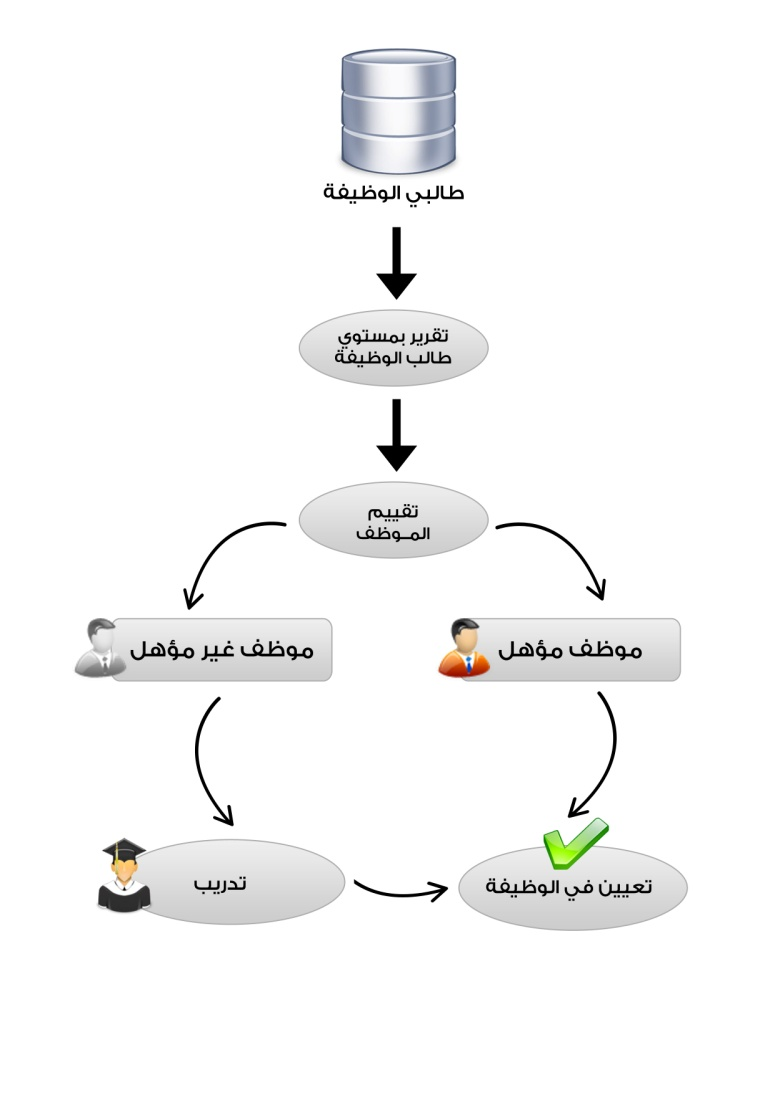 طالبي الوظيفة
تقرير بمستوي
طالب الوظيفة
تقييم
المـوظف
موظف مؤهل
موظف غير مؤهل
تعيين في الوظيفة
تدريب